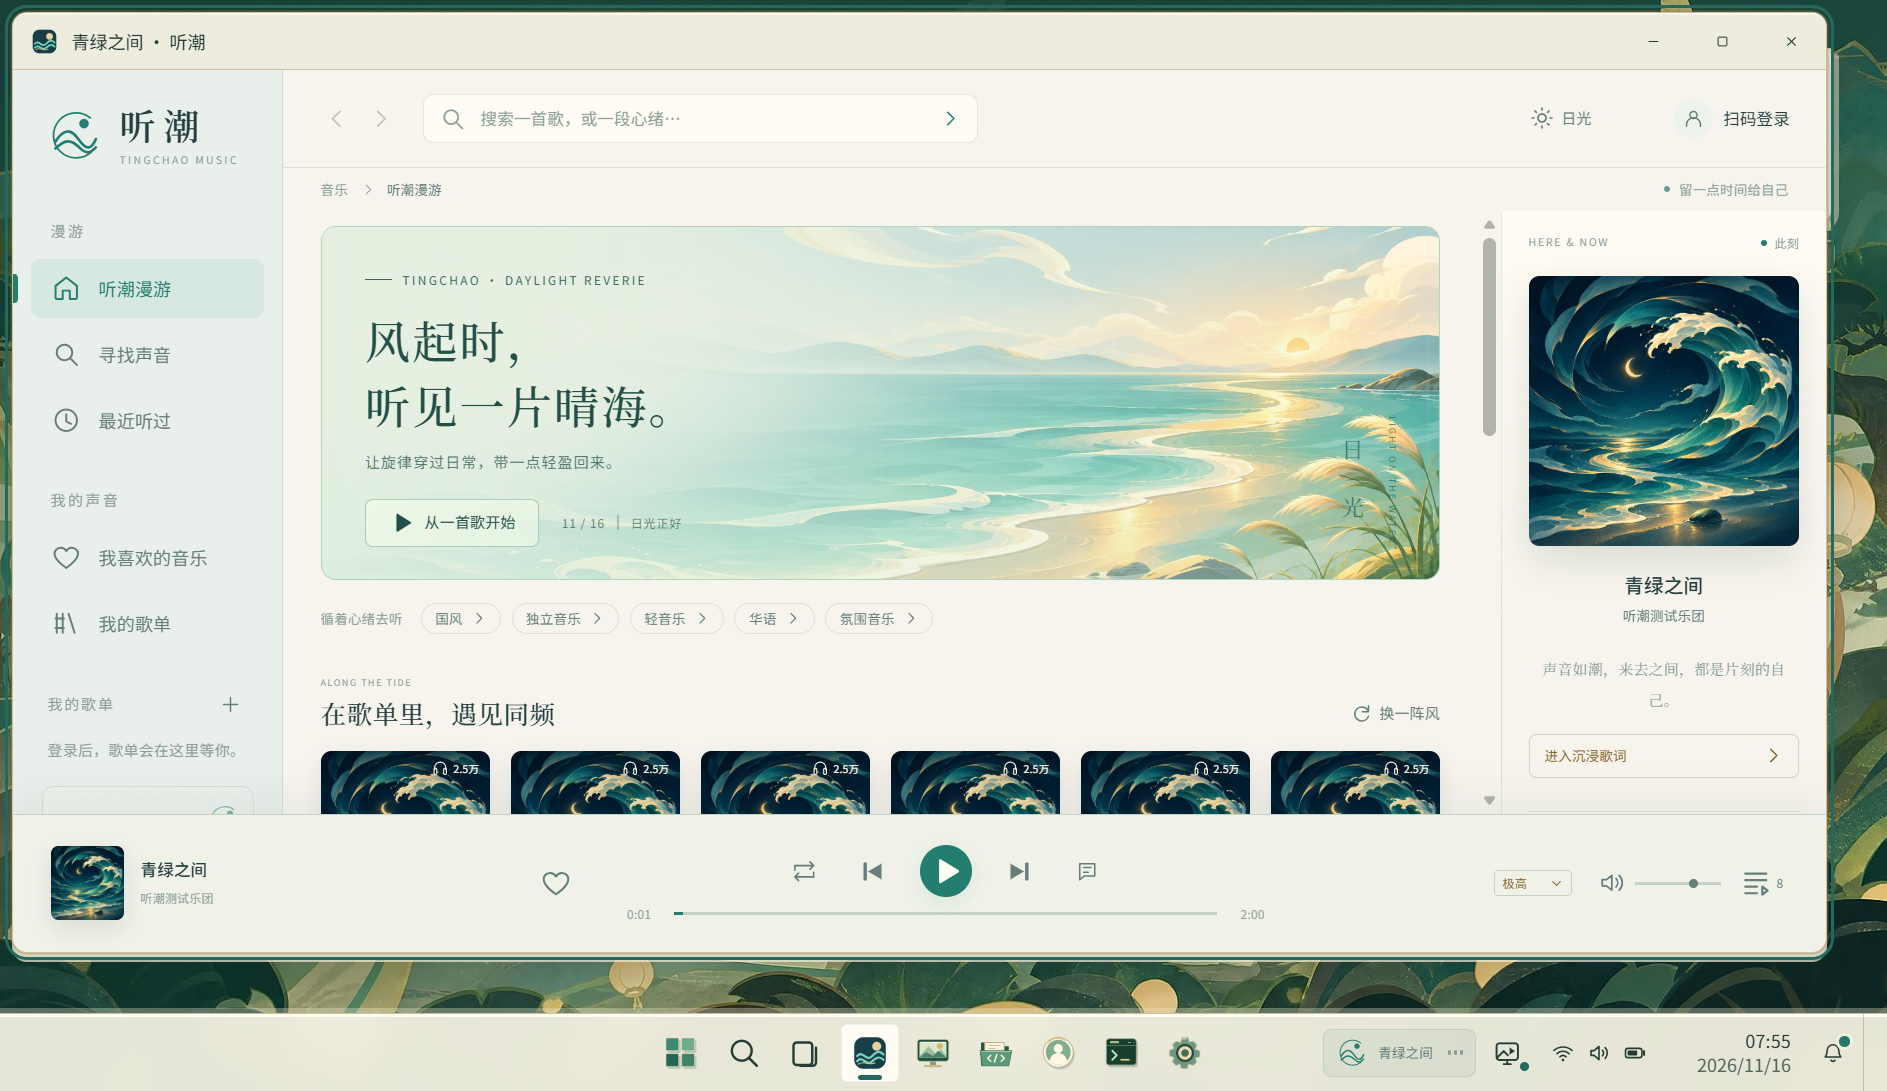 青绿之间 · 听潮
听潮
TINGCHAO MUSIC
搜索一首歌，或一段心绪…
日光
扫码登录
音乐
听潮漫游
留一点时间给自己
漫游
听潮漫游
寻找声音
最近听过
我的声音
我喜欢的音乐
我的歌单
我的歌单
登录后，歌单会在这里等你。
TINGCHAO · DAYLIGHT REVERIE
风起时，
听见一片晴海。
让旋律穿过日常，带一点轻盈回来。
从一首歌开始
11 / 16
日光正好
日光
LIGHT ON THE
循着心绪去听
国风
独立音乐
轻音乐
华语
氛围音乐
ALONG THE TIDE
在歌单里，遇见同频
换一阵风
2.5万
2.5万
2.5万
2.5万
2.5万
2.5万
HERE & NOW
此刻
青绿之间
听潮测试乐团
声音如潮，来去之间，都是片刻的自
己。
进入沉浸歌词
青绿之间
听潮测试乐团
0:01
2:00
极高
8
青绿之间
07:55
2026/11/16